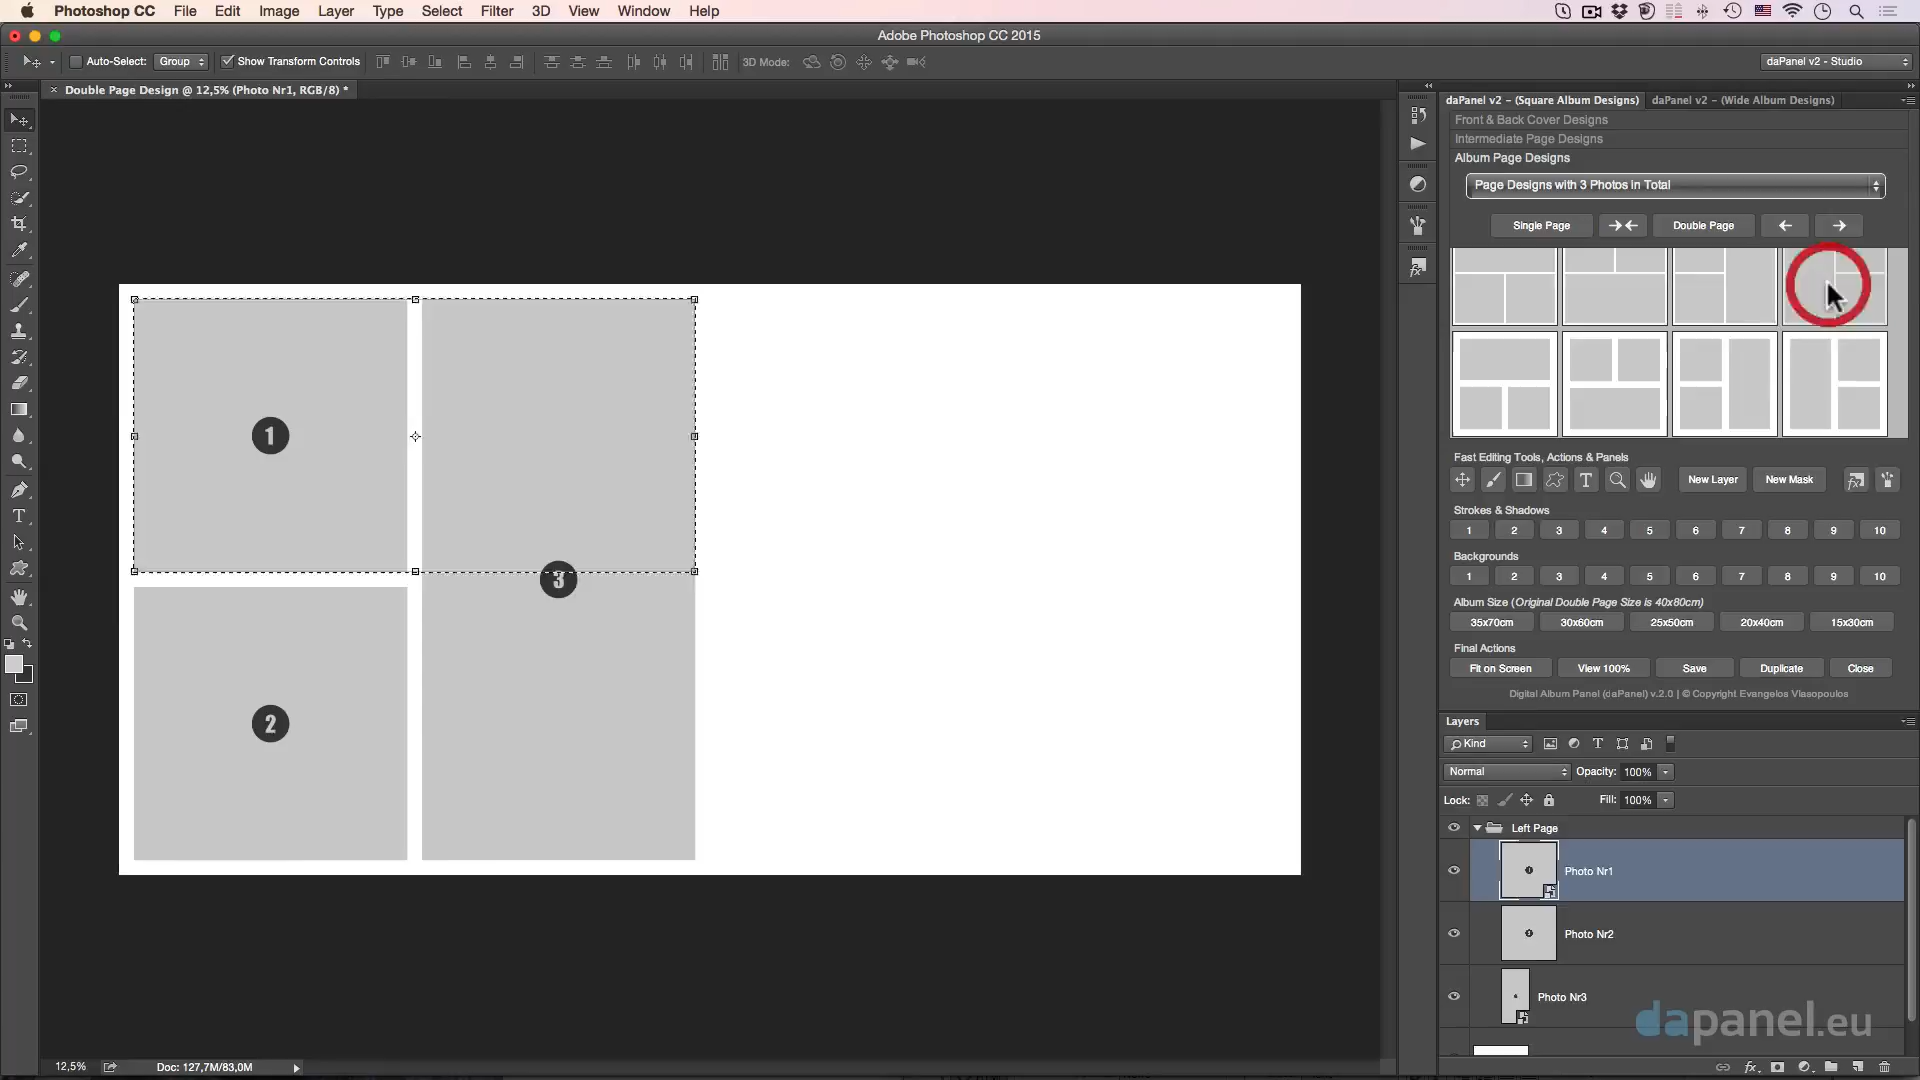 Photoshop CC File Edit Image Layer Type Select Filter 3D View Window Help
Adobe Photoshop CC 2015
Auto-Select: Group Show Transform Controls 3D Mode: daPanel v2 - Studio
Double Page Design @ 12,5% (Photo Nr1, RGB/8) *
daPanel v2 – (Square Album Designs) daPanel v2 – (Wide Album Designs)
Front & Back Cover Designs
Intermediate Page Designs
Album Page Designs
Page Designs with 3 Photos in Total
Single Page Double Page
1
2
3
Fast Editing Tools, Actions & Panels
New Layer New Mask
Strokes & Shadows
1 2 3 4 5 6 7 8 9 10
Backgrounds
1 2 3 4 5 6 7 8 9 10
Album Size (Original Double Page Size is 40x80cm)
35x70cm 30x60cm 25x50cm 20x40cm 15x30cm
Final Actions
Fit on Screen View 100% Save Duplicate Close
Digital Album Panel (daPanel) v.2.0 | © Copyright Evangelos Vlasopoulos
Layers
Kind
Normal Opacity: 100%
Lock: Fill: 100%
Left Page
Photo Nr1
Photo Nr2
Photo Nr3
dapanel.eu
12,5% Doc: 127,7M/83,0M